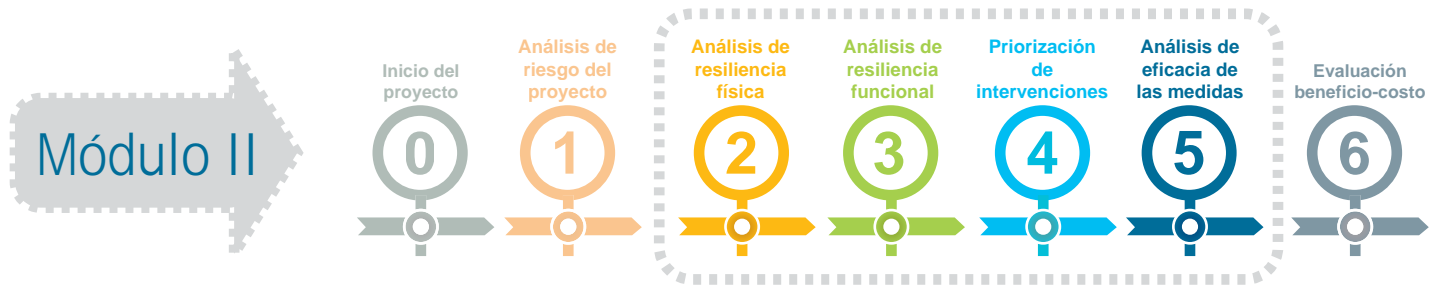 Módulo II
Inicio del
proyecto
0
Análisis de
riesgo del
proyecto
1
Análisis de
resiliencia
física
2
Análisis de
resiliencia
funcional
3
Priorización
de
intervenciones
4
Análisis de
eficacia de
las medidas
5
Evaluación
beneficio-costo
6